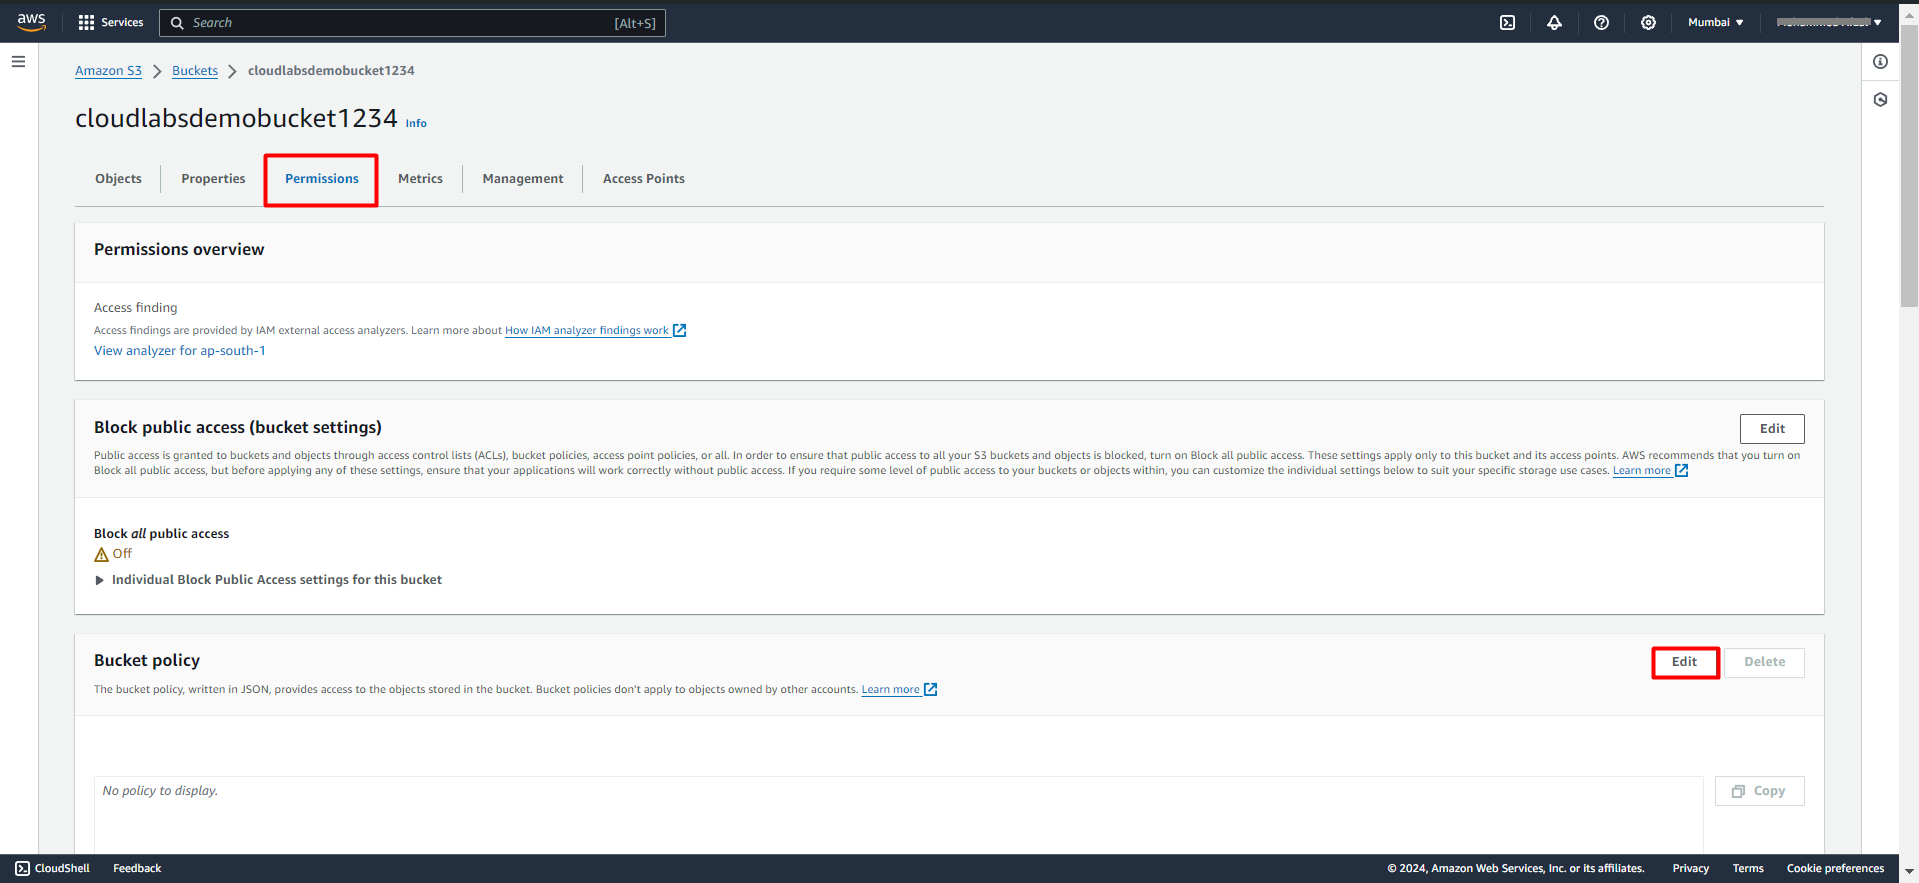 aws
Services
Search [Alt+S]
Mumbai
Amazon S3 > Buckets > cloudlabsdemobucket1234
cloudlabsdemobucket1234 Info
Objects Properties Permissions Metrics Management Access Points
Permissions overview
Access finding
Access findings are provided by IAM external access analyzers. Learn more about How IAM analyzer findings work
View analyzer for ap-south-1
Block public access (bucket settings) Edit
Public access is granted to buckets and objects through access control lists (ACLs), bucket policies, access point policies, or all. In order to ensure that public access to all your S3 buckets and objects is blocked, turn on Block all public access. These settings apply only to this bucket and its access points. AWS recommends that you turn on
Block all public access, but before applying any of these settings, ensure that your applications will work correctly without public access. If you require some level of public access to your buckets or objects within, you can customize the individual settings below to suit your specific storage use cases. Learn more
Block all public access
Off
Individual Block Public Access settings for this bucket
Bucket policy Edit Delete
The bucket policy, written in JSON, provides access to the objects stored in the bucket. Bucket policies don't apply to objects owned by other accounts. Learn more
No policy to display. Copy
CloudShell Feedback © 2024, Amazon Web Services, Inc. or its affiliates. Privacy Terms Cookie preferences